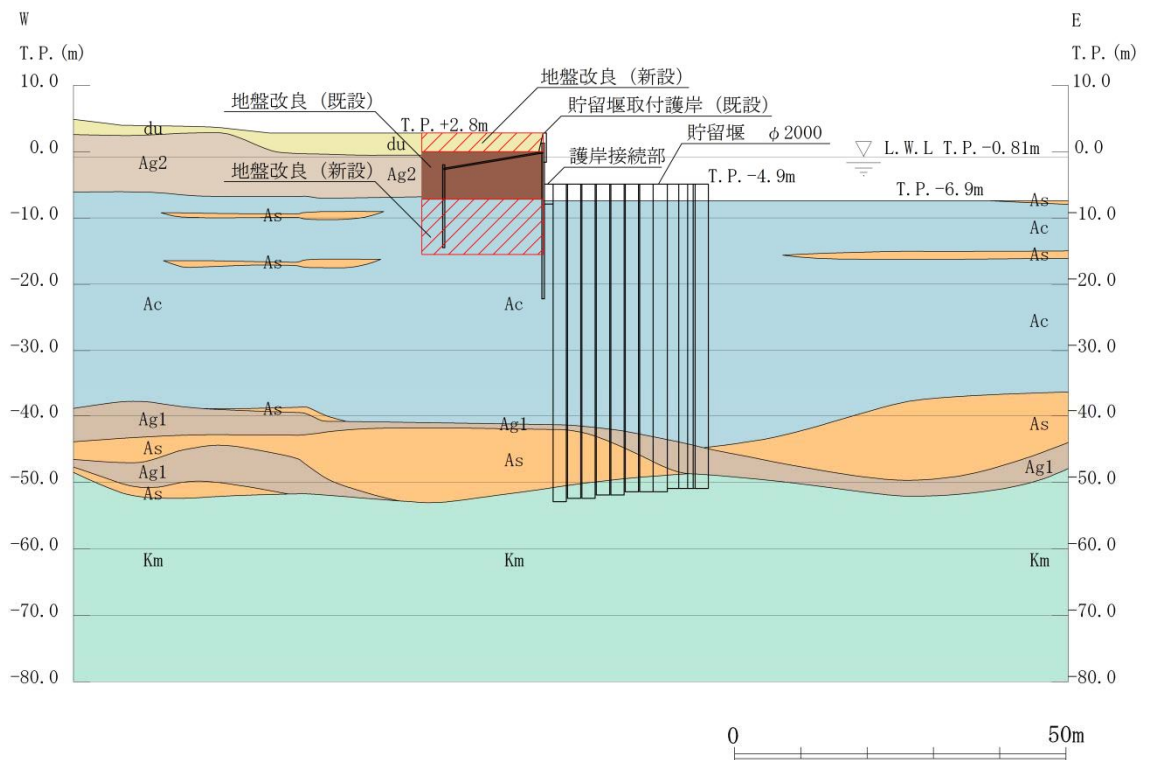 W
E
T.P.(m)
T.P.(m)
10.0
10.0
地盤改良（新設）
地盤改良（既設）
貯留堰取付護岸（既設）
T.P.+2.8m
貯留堰 φ2000
du
du
0.0
0.0
L.W.L T.P.-0.81m
護岸接続部
Ag2
Ag2
地盤改良（新設）
T.P.-4.9m
T.P.-6.9m
-10.0
-10.0
As
As
Ac
As
As
-20.0
-20.0
Ac
Ac
Ac
-30.0
-30.0
-40.0
-40.0
As
Ag1
Ag1
As
As
As
Ag1
Ag1
-50.0
-50.0
As
-60.0
-60.0
Km
Km
Km
-70.0
-70.0
-80.0
-80.0
0
50m